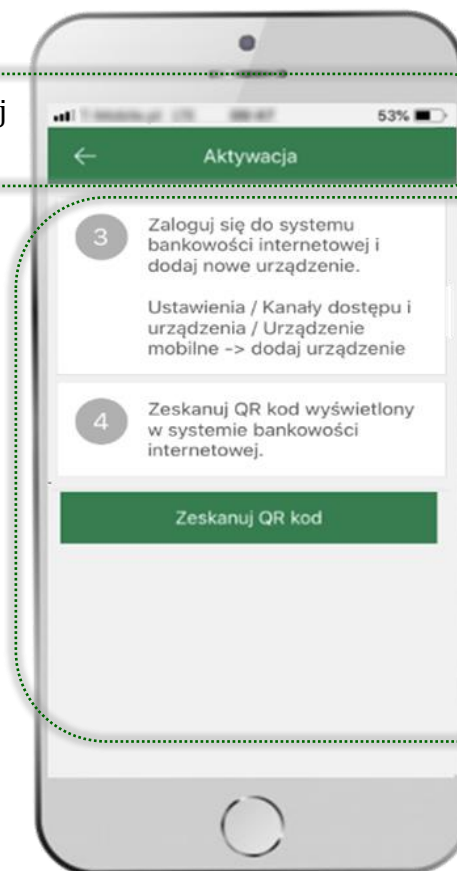 j
53%
Aktywacja
3
Zaloguj się do systemu
bankowości internetowej i
dodaj nowe urządzenie.
Ustawienia / Kanały dostępu i
urządzenia / Urządzenie
mobilne -> dodaj urządzenie
4
Zeskanuj QR kod wyświetlony
w systemie bankowości
internetowej.
Zeskanuj QR kod